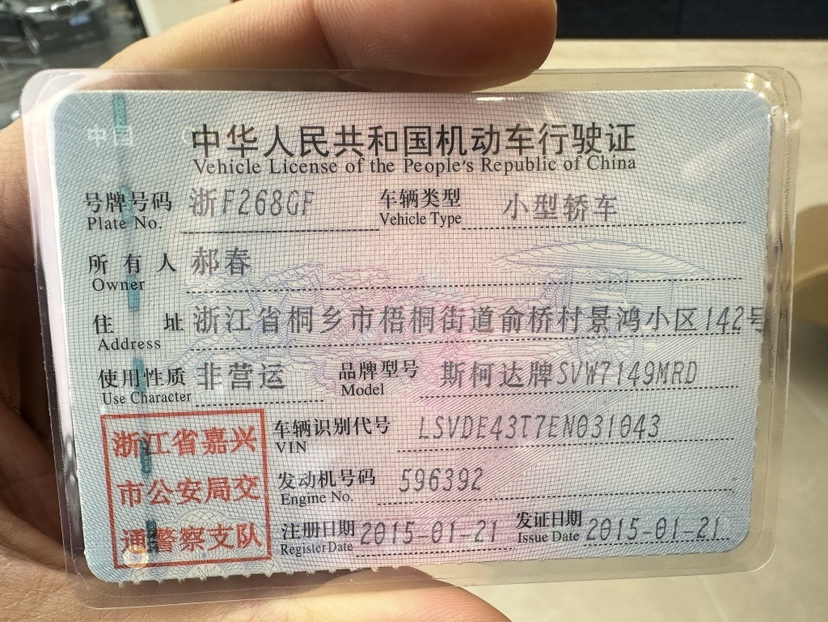 中国
中华人民共和国机动车行驶证
Vehicle License of the People's Republic of China
号牌号码 浙F268GF 车辆类型 小型轿车
Plate No. Vehicle Type
所有人 郝春
Owner
住址 浙江省桐乡市梧桐街道俞桥村景鸿小区142号
Address
使用性质 非营运 品牌型号 斯柯达牌SVW7149MRD
Use Character Model
浙江省嘉兴
市公安局交
通警察支队
车辆识别代号 LSVDE43T7EN031043
VIN
发动机号码 596392
Engine No.
注册日期 2015-01-21 发证日期 2015-01-21
Register Date Issue Date